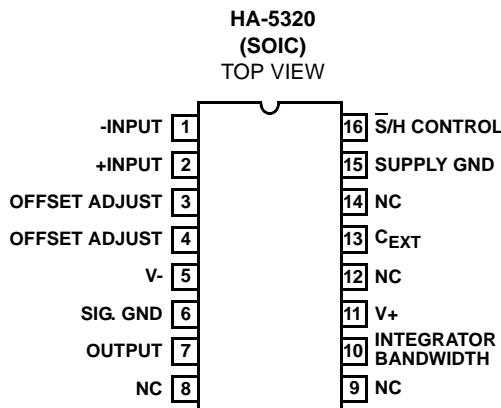 HA-5320
(SOIC)
TOP VIEW
-INPUT 1
+INPUT 2
OFFSET ADJUST 3
OFFSET ADJUST 4
V- 5
SIG. GND 6
OUTPUT 7
NC 8
16 S̅/H CONTROL
15 SUPPLY GND
14 NC
13 CEXT
12 NC
11 V+
10 INTEGRATOR
BANDWIDTH
9 NC